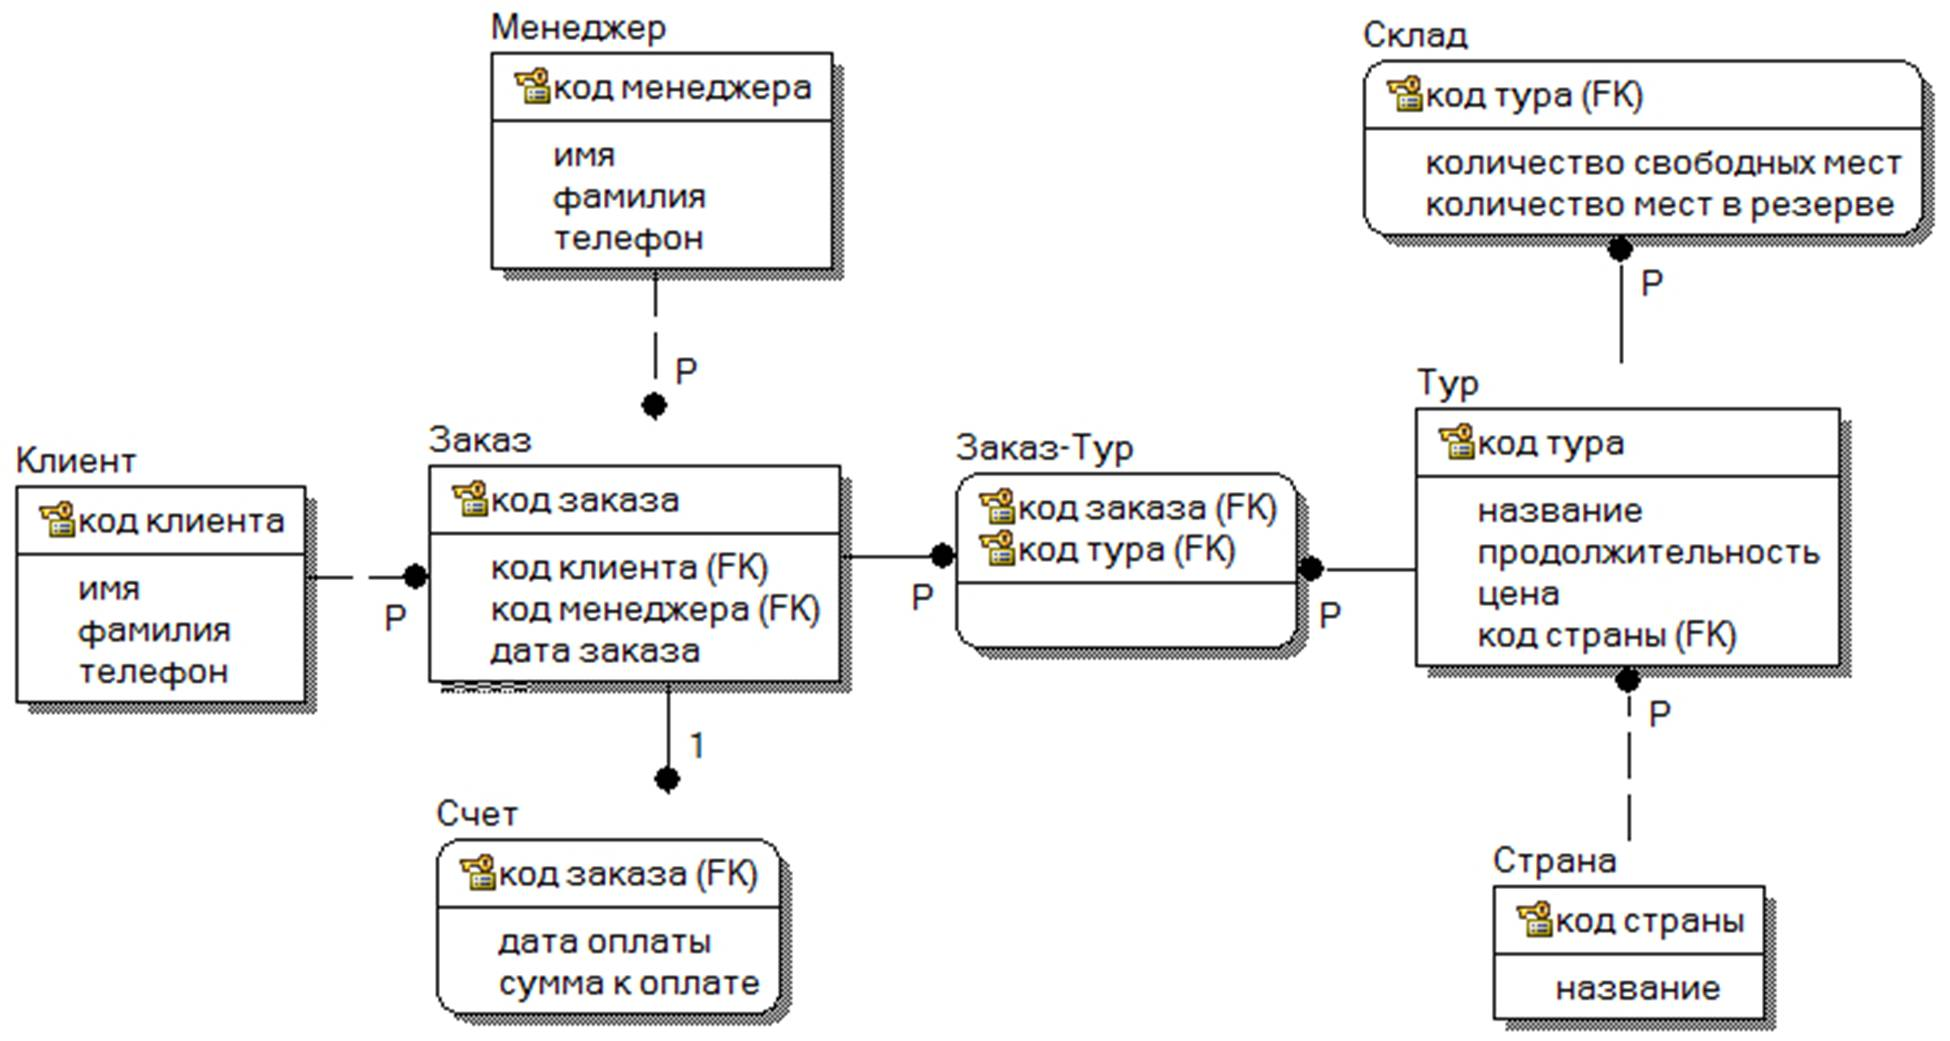 Менеджер
код менеджера
имя
фамилия
телефон
P
Склад
код тура (FK)
количество свободных мест
количество мест в резерве
P
Клиент
код клиента
имя
фамилия
телефон
P
Заказ
код заказа
код клиента (FK)
код менеджера (FK)
дата заказа
P
Заказ-Тур
код заказа (FK)
код тура (FK)
P
Тур
код тура
название
продолжительность
цена
код страны (FK)
P
1
Счет
код заказа (FK)
дата оплаты
сумма к оплате
Страна
код страны
название